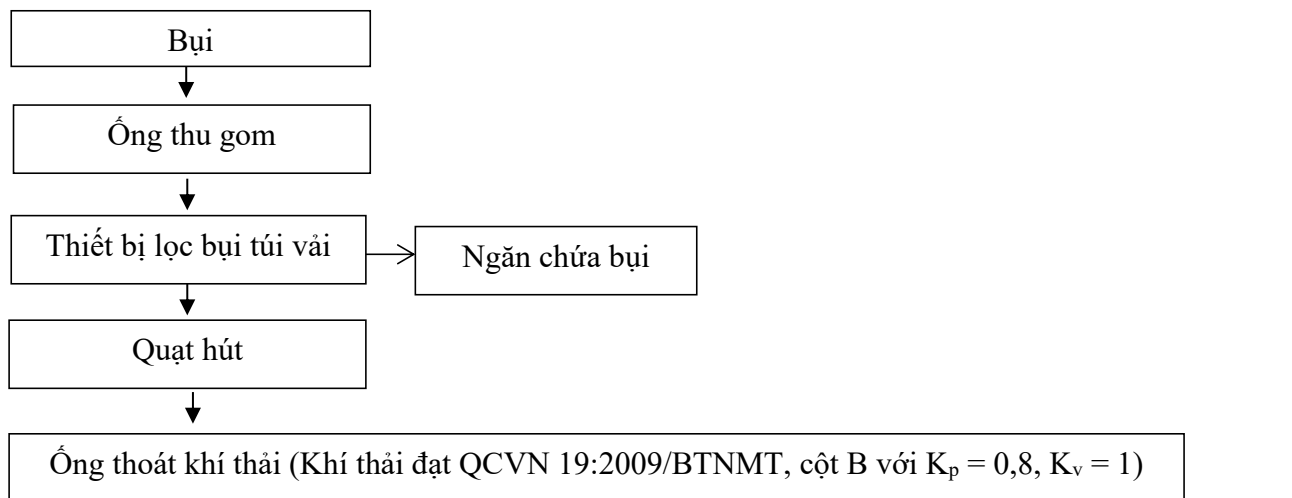 Bụi
Ống thu gom
Thiết bị lọc bụi túi vải
Ngăn chứa bụi
Quạt hút
Ống thoát khí thải (Khí thải đạt QCVN 19:2009/BTNMT, cột B với Kₚ = 0,8, Kᵥ = 1)